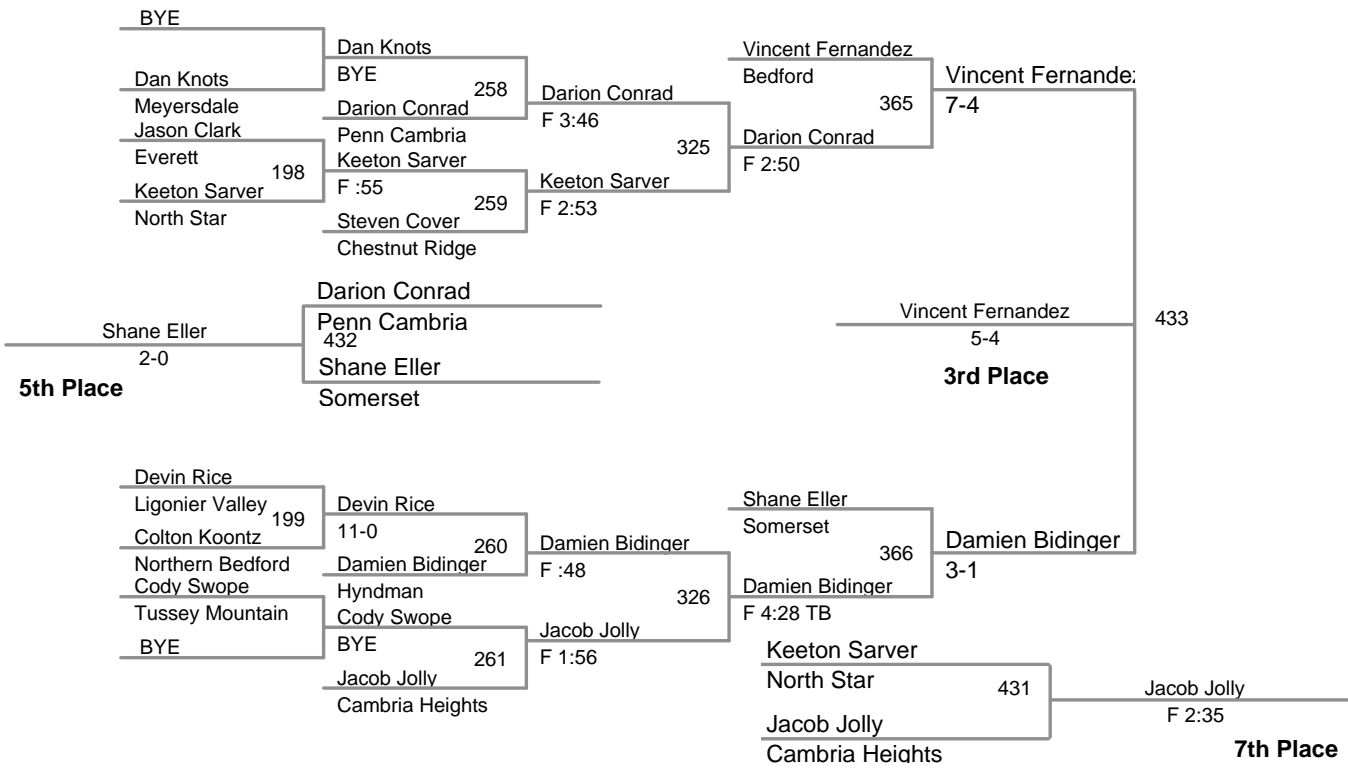 BYE
Dan Knots
Vincent Fernandez
Dan Knots
BYE
258
Bedford
Vincent Fernandez
Meyersdale
Darion Conrad
Darion Conrad
365
7-4
Jason Clark
Penn Cambria
F 3:46
Darion Conrad
Everett
198
Keeton Sarver
325
F 2:50
Keeton Sarver
F :55
259
Keeton Sarver
North Star
Steven Cover
F 2:53
Chestnut Ridge
Darion Conrad
Penn Cambria
Shane Eller
432
2-0
Shane Eller
5th Place
Somerset
Vincent Fernandez
433
5-4
3rd Place
Devin Rice
Ligonier Valley
199
Devin Rice
Shane Eller
Colton Koontz
11-0
260
Somerset
Northern Bedford
Damien Bidinger
Damien Bidinger
366
Damien Bidinger
Cody Swope
Hyndman
F :48
3-1
Tussey Mountain
Cody Swope
326
Damien Bidinger
BYE
BYE
261
Jacob Jolly
F 4:28 TB
Jacob Jolly
F 1:56
Cambria Heights
Keeton Sarver
North Star
431
Jacob Jolly
Jacob Jolly
F 2:35
Cambria Heights
7th Place